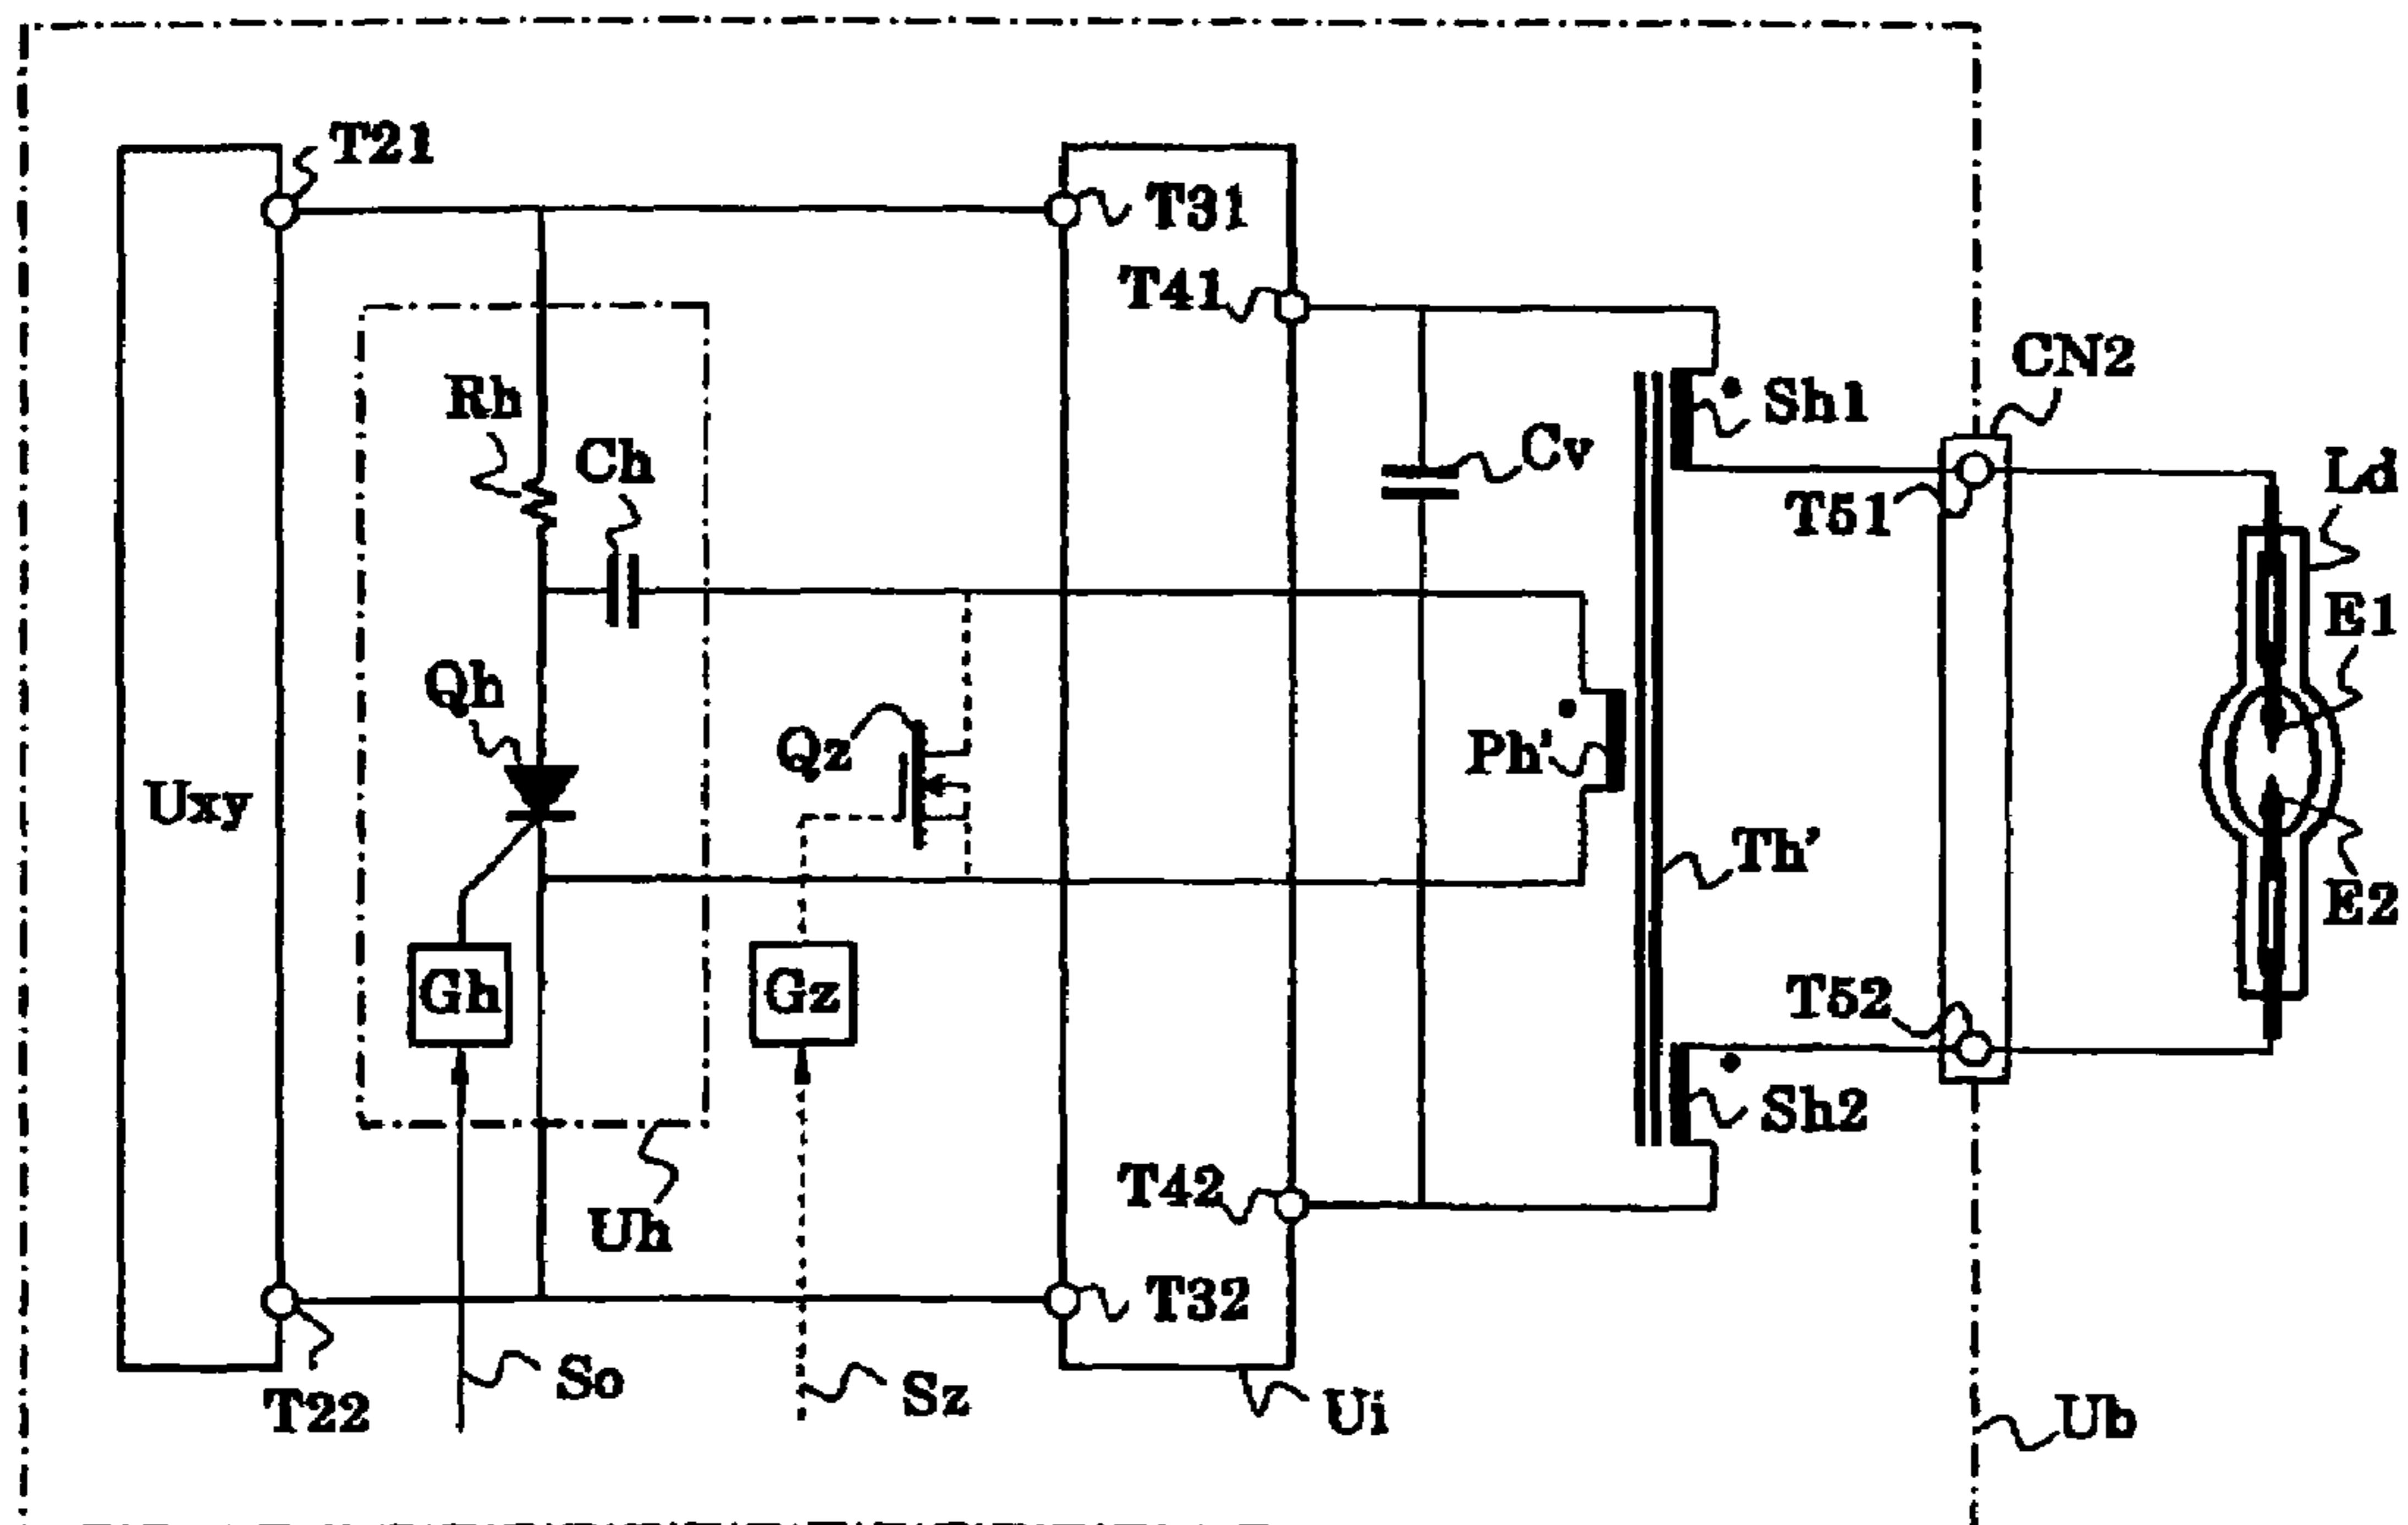 T21
T31
T41
CN2
Rh
Sh1
Ch
Cv
Ld
T51
E1
Qh
Qz
Ph'
Uxy
Th'
E2
Gh
Gz
T52
Sh2
T42
Uh
T32
So
Sz
T22
Ui
Ub